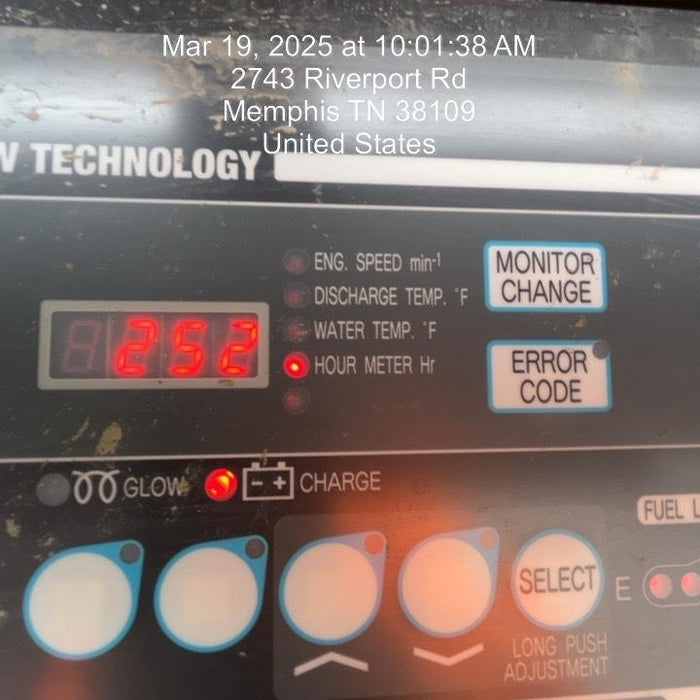 Mar 19, 2025 at 10:01:38 AM
2743 Riverport Rd
Memphis TN 38109
United States
TECHNOLOGY
ENG. SPEED min-1
DISCHARGE TEMP. °F
WATER TEMP. °F
HOUR METER Hr
MONITOR
CHANGE
ERROR
CODE
252
GLOW
- +
CHARGE
FUEL
SELECT
E
LONG PUSH
ADJUSTMENT